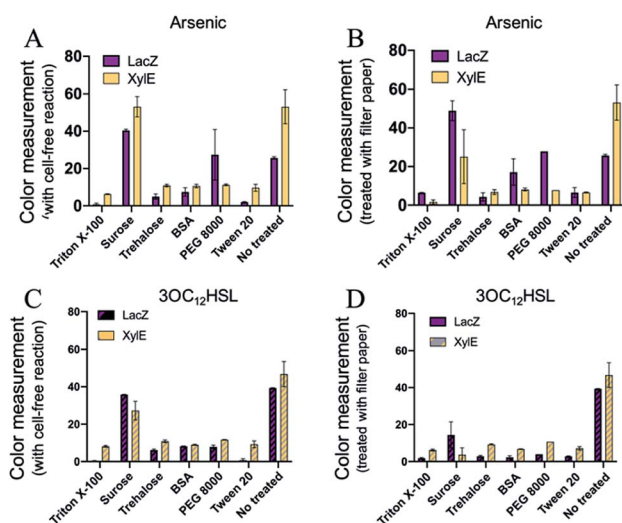 A
Arsenic
Color measurement
(with cell-free reaction)
80
60
40
20
0
LacZ
XylE
Triton X-100
Surose
Trehalose
BSA
PEG 8000
Tween 20
No treated
B
Arsenic
Color measurement
(treated with filter paper)
80
60
40
20
0
LacZ
XylE
Triton X-100
Surose
Trehalose
BSA
PEG 8000
Tween 20
No treated
C
3OC₁₂HSL
Color measurement
(with cell-free reaction)
80
60
40
20
0
LacZ
XylE
Triton X-100
Surose
Trehalose
BSA
PEG 8000
Tween 20
No treated
D
3OC₁₂HSL
Color measurement
(treated with filter paper)
80
60
40
20
0
LacZ
XylE
Triton X-100
Surose
Trehalose
BSA
PEG 8000
Tween 20
No treated